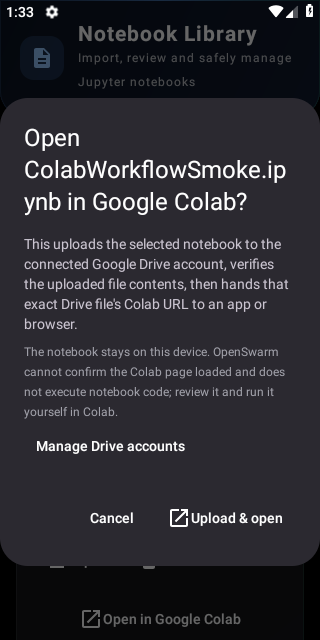 1:33
Notebook Library
Import, review and safely manage
Jupyter notebooks
Open
ColabWorkflowSmoke.ip
ynb in Google Colab?
This uploads the selected notebook to the
connected Google Drive account, verifies
the uploaded file contents, then hands that
exact Drive file's Colab URL to an app or
browser.
The notebook stays on this device. OpenSwarm
cannot confirm the Colab page loaded and does
not execute notebook code; review it and run it
yourself in Colab.
Manage Drive accounts
Cancel
Upload & open
Open in Google Colab